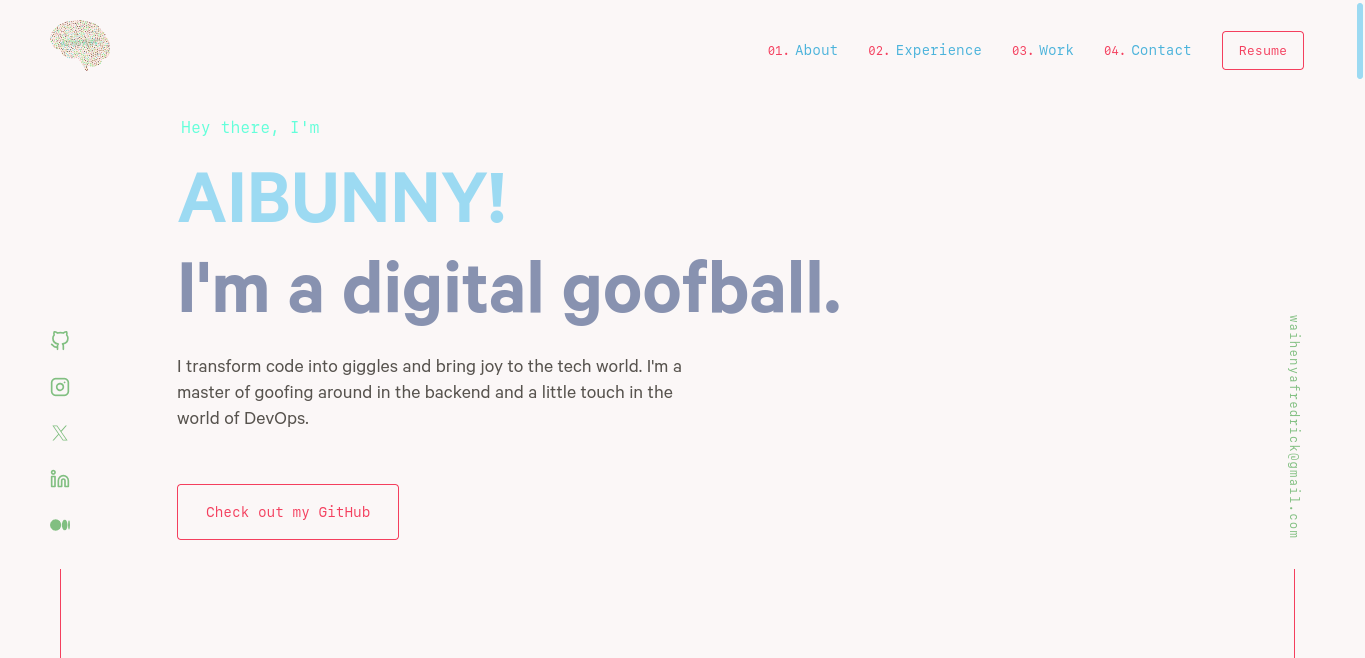 01. About 02. Experience 03. Work 04. Contact Resume
Hey there, I'm
AIBUNNY!
I'm a digital goofball.
I transform code into giggles and bring joy to the tech world. I'm a
master of goofing around in the backend and a little touch in the
world of DevOps.
Check out my GitHub
waihenyafredrick@gmail.com